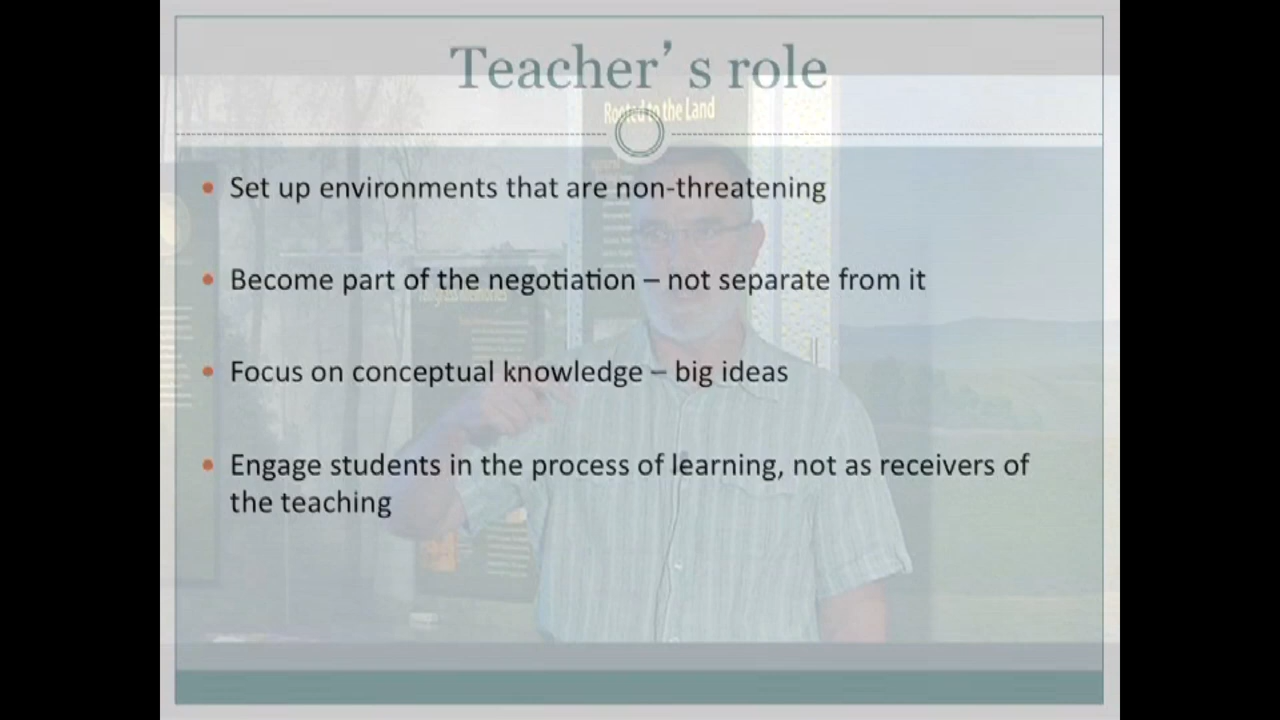 Teacher’s role
Rooted to the Land
• Set up environments that are non-threatening
• Become part of the negotiation – not separate from it
• Focus on conceptual knowledge – big ideas
• Engage students in the process of learning, not as receivers of
the teaching